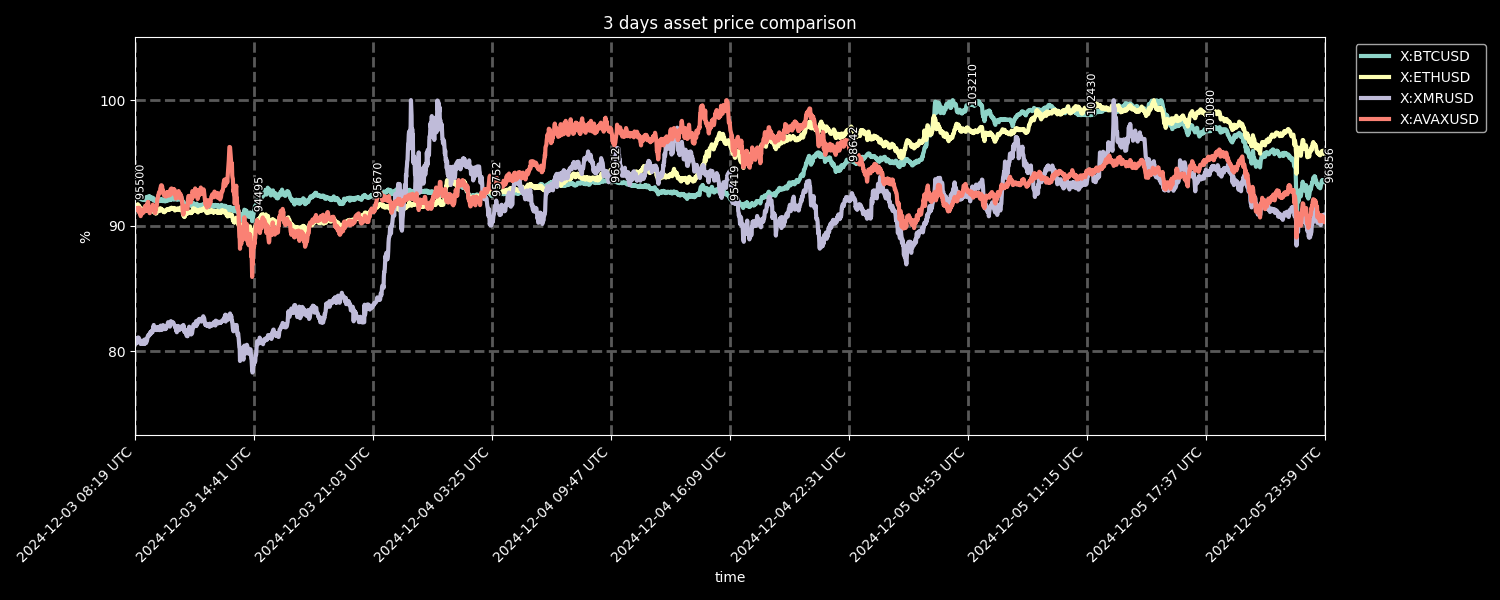 3 days asset price comparison
X:BTCUSD
X:ETHUSD
X:XMRUSD
X:AVAXUSD
%
100
90
80
95500
94495
95670
95752
96912
95419
98642
103210
102430
101080
96856
2024-12-03 08:19 UTC
2024-12-03 14:41 UTC
2024-12-03 21:03 UTC
2024-12-04 03:25 UTC
2024-12-04 09:47 UTC
2024-12-04 16:09 UTC
2024-12-04 22:31 UTC
2024-12-05 04:53 UTC
2024-12-05 11:15 UTC
2024-12-05 17:37 UTC
2024-12-05 23:59 UTC
time